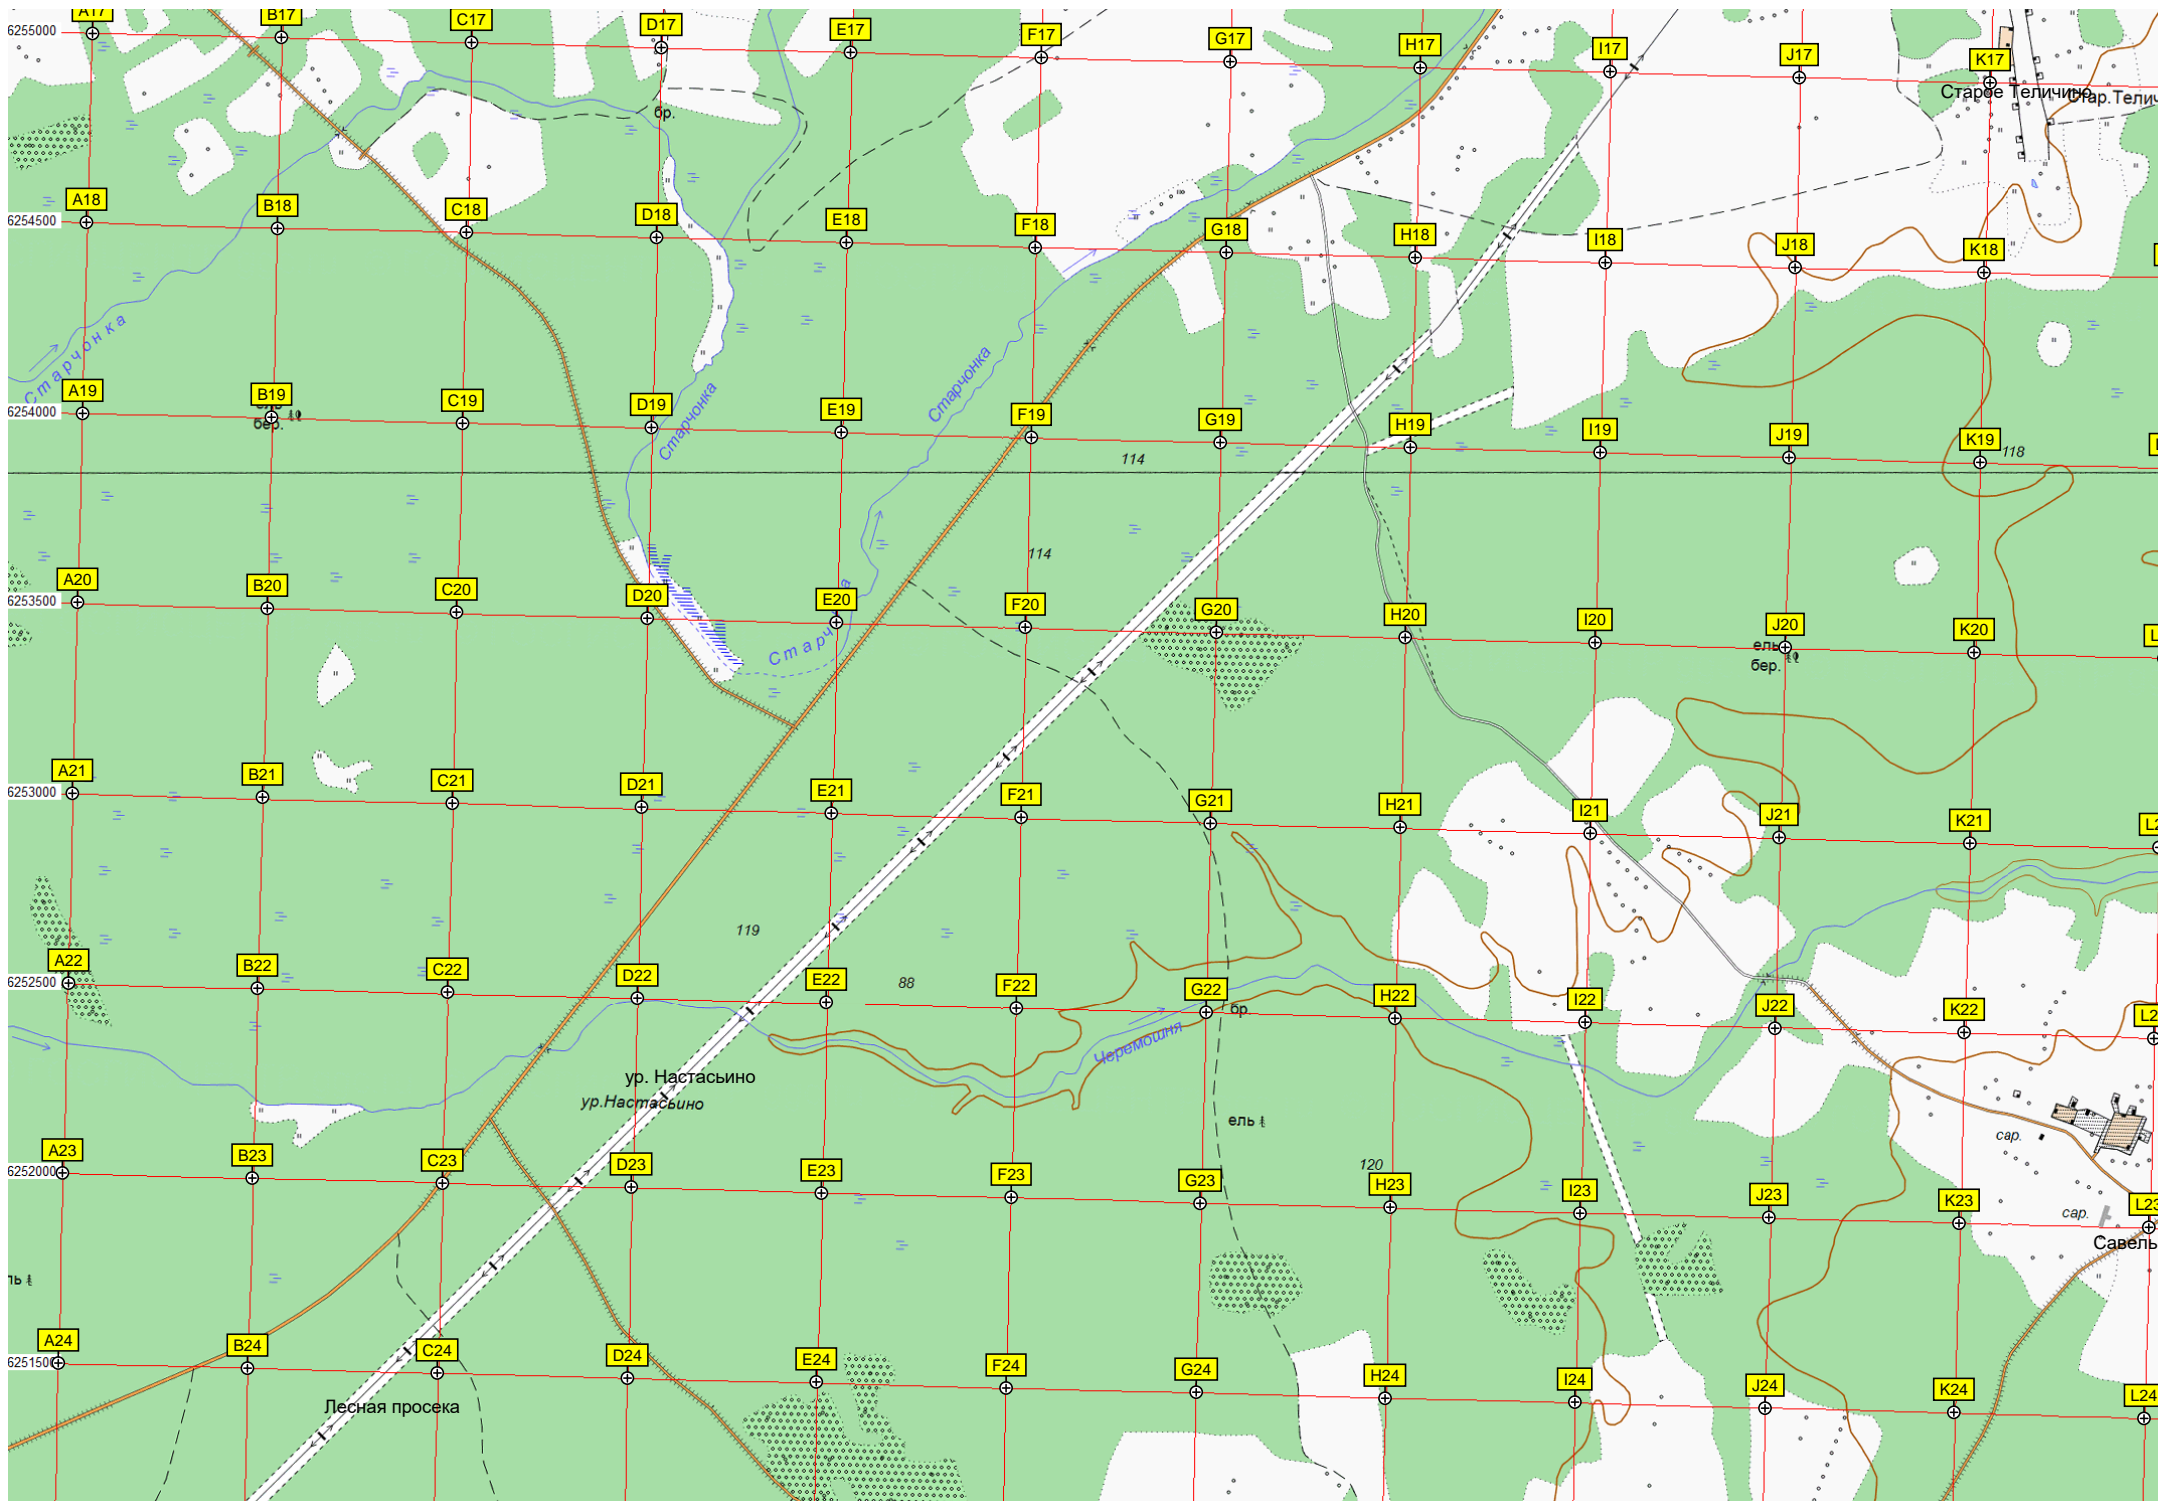 A17 B17 C17 D17 E17 F17 G17 H17 I17 J17 K17
6255000
Старое Теличино
Стар.Телич
бр.
A18 B18 C18 D18 E18 F18 G18 H18 I18 J18 K18
6254500
Старчонка
A19 B19 C19 D19 E19 F19 G19 H19 I19 J19 K19
6254000
бер.
Старчонка
Старчонка
114
118
114
A20 B20 C20 D20 E20 F20 G20 H20 I20 J20 K20
6253500
ель
бер.
A21 B21 C21 D21 E21 F21 G21 H21 I21 J21 K21
6253000
119
88
A22 B22 C22 D22 E22 F22 G22 H22 I22 J22 K22
6252500
бр.
Черемошня
ур. Настасьино
ур.Настасьино
ель
сар.
120
A23 B23 C23 D23 E23 F23 G23 H23 I23 J23 K23 L23
6252000
сар.
Савель
A24 B24 C24 D24 E24 F24 G24 H24 I24 J24 K24 L24
6251500
Лесная просека